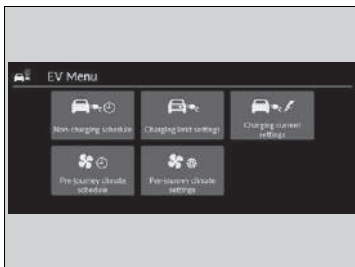 EV Menu
Non-charging schedule
Charging limit settings
Charging current
settings
Pre-journey climate
schedule
Pre-journey climate
settings